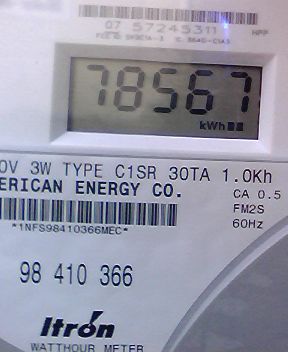 07 57245311
HPP
78567
kWh
0V 3W TYPE C1SR 30TA 1.0Kh
ERICAN ENERGY CO.
CA 0.5
FM2S
60Hz
*1NFS98410366MEC*
98 410 366
Itron
WATTHOUR METER